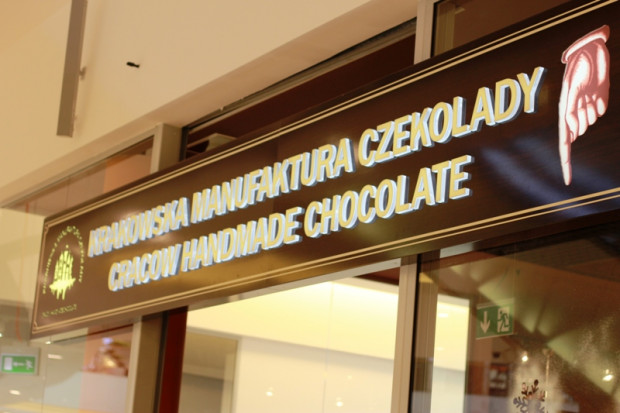 KRAKOWSKA MANUFAKTURA CZEKOLADY
CRACOW HANDMADE CHOCOLATE